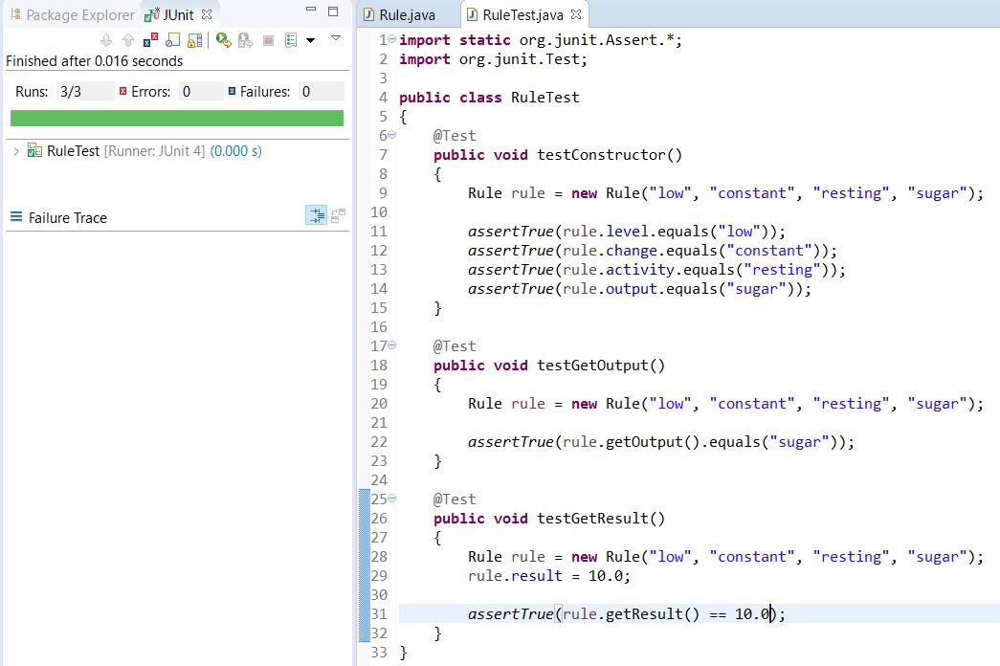 Package Explorer JUnit
Finished after 0.016 seconds
Runs: 3/3 Errors: 0 Failures: 0
RuleTest [Runner: JUnit 4] (0.000 s)
Failure Trace
Rule.java RuleTest.java
1 import static org.junit.Assert.*;
2 import org.junit.Test;
3
4 public class RuleTest
5 {
6     @Test
7     public void testConstructor()
8     {
9         Rule rule = new Rule("low", "constant", "resting", "sugar");
10
11         assertTrue(rule.level.equals("low"));
12         assertTrue(rule.change.equals("constant"));
13         assertTrue(rule.activity.equals("resting"));
14         assertTrue(rule.output.equals("sugar"));
15     }
16
17     @Test
18     public void testGetOutput()
19     {
20         Rule rule = new Rule("low", "constant", "resting", "sugar");
21
22         assertTrue(rule.getOutput().equals("sugar"));
23     }
24
25     @Test
26     public void testGetResult()
27     {
28         Rule rule = new Rule("low", "constant", "resting", "sugar");
29         rule.result = 10.0;
30
31         assertTrue(rule.getResult() == 10.0);
32     }
33 }